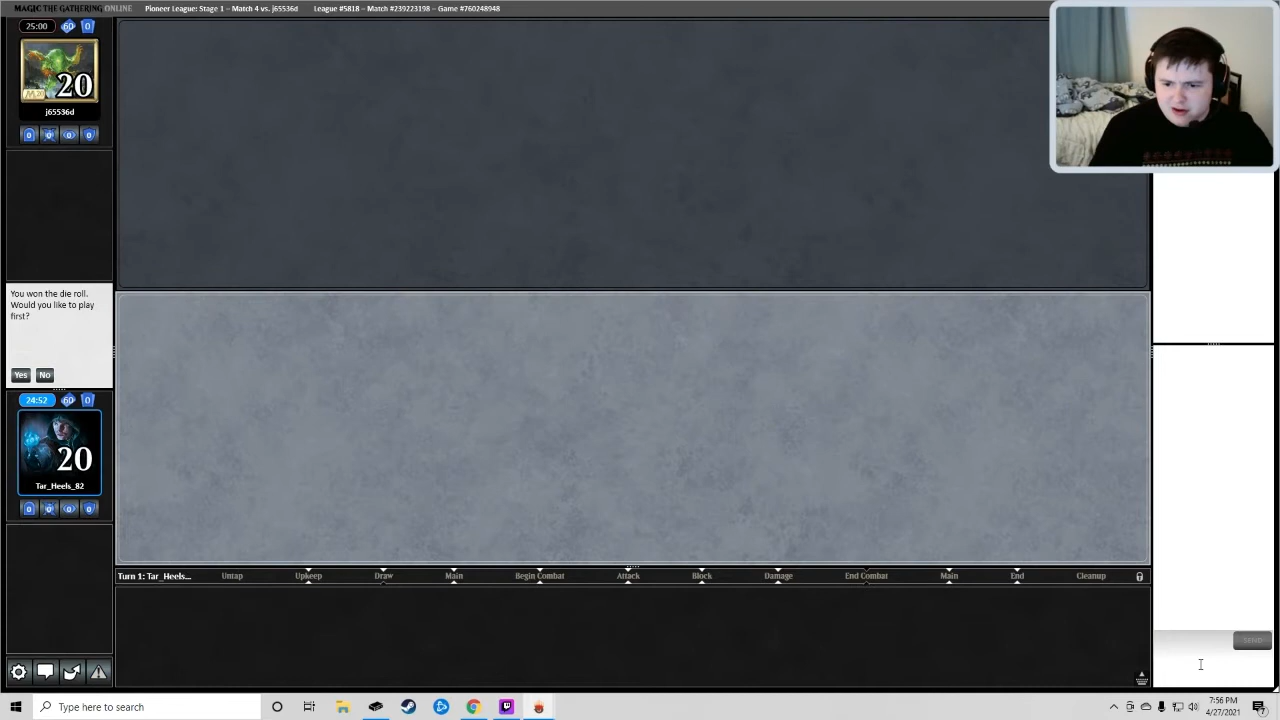 MAGIC THE GATHERING ONLINE Pioneer League: Stage 1 – Match 4 vs. j65536d League #5818 – Match #239223198 – Game #760248948
25:00 60 0
20
j65536d
0 0 0 0
You won the die roll.
Would you like to play
first?
Yes No
24:52 60 0
20
Tar_Heels_82
0 0 0 0
Turn 1: Tar_Heels... Untap Upkeep Draw Main Begin Combat Attack Block Damage End Combat Main End Cleanup
SEND
Type here to search
7:56 PM
4/27/2021